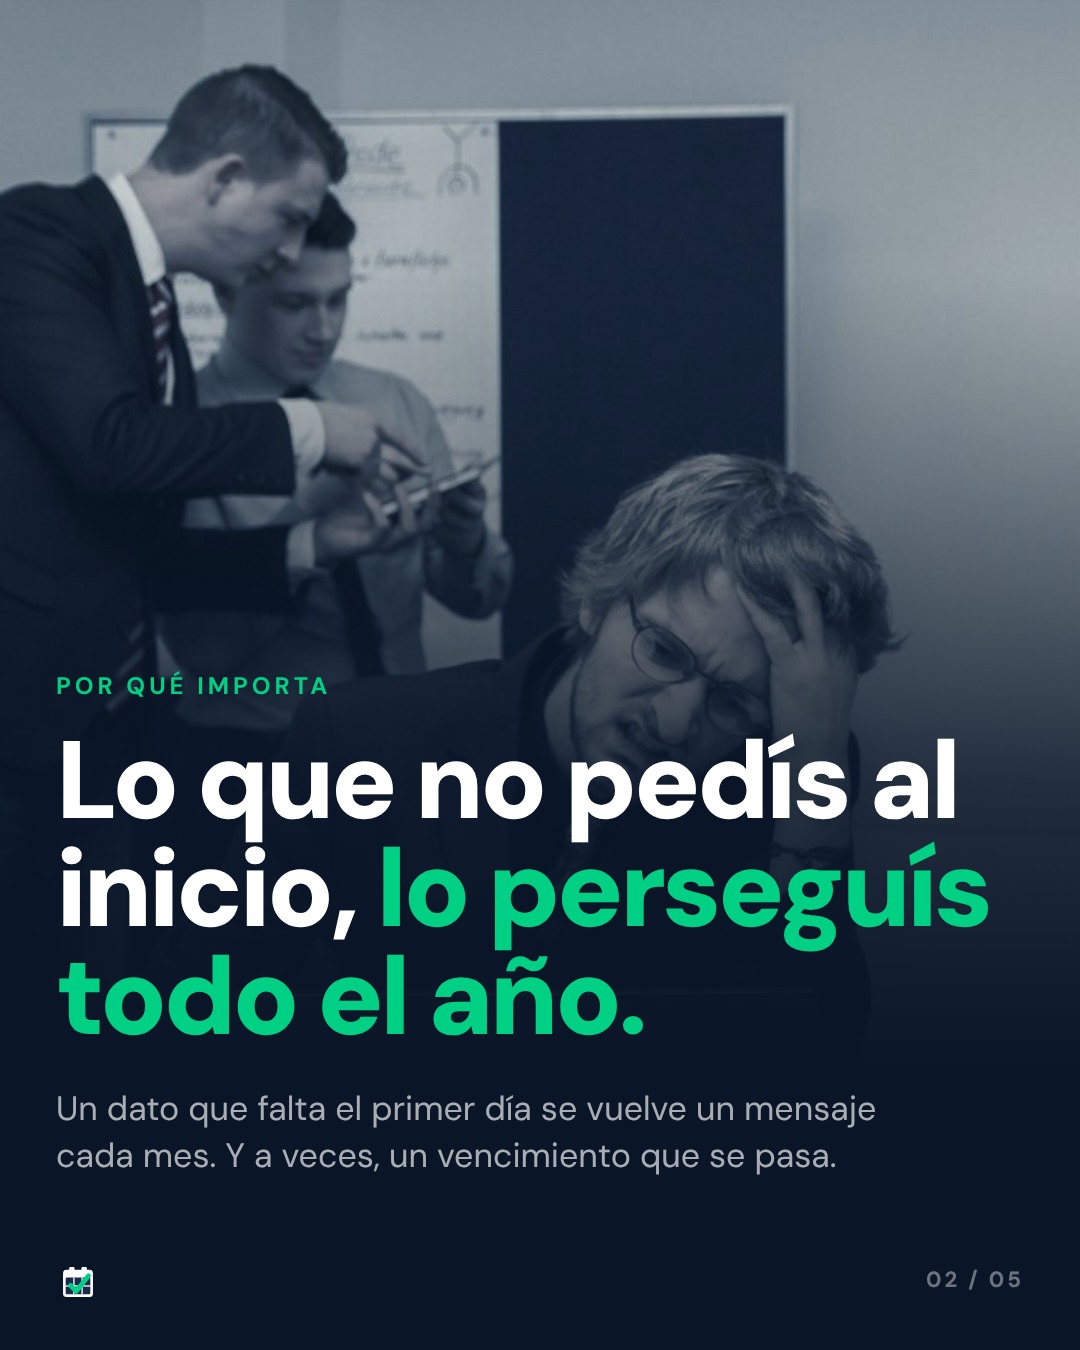 POR QUÉ IMPORTA
Lo que no pedís al
inicio, lo perseguís
todo el año.
Un dato que falta el primer día se vuelve un mensaje
cada mes. Y a veces, un vencimiento que se pasa.
02 / 05